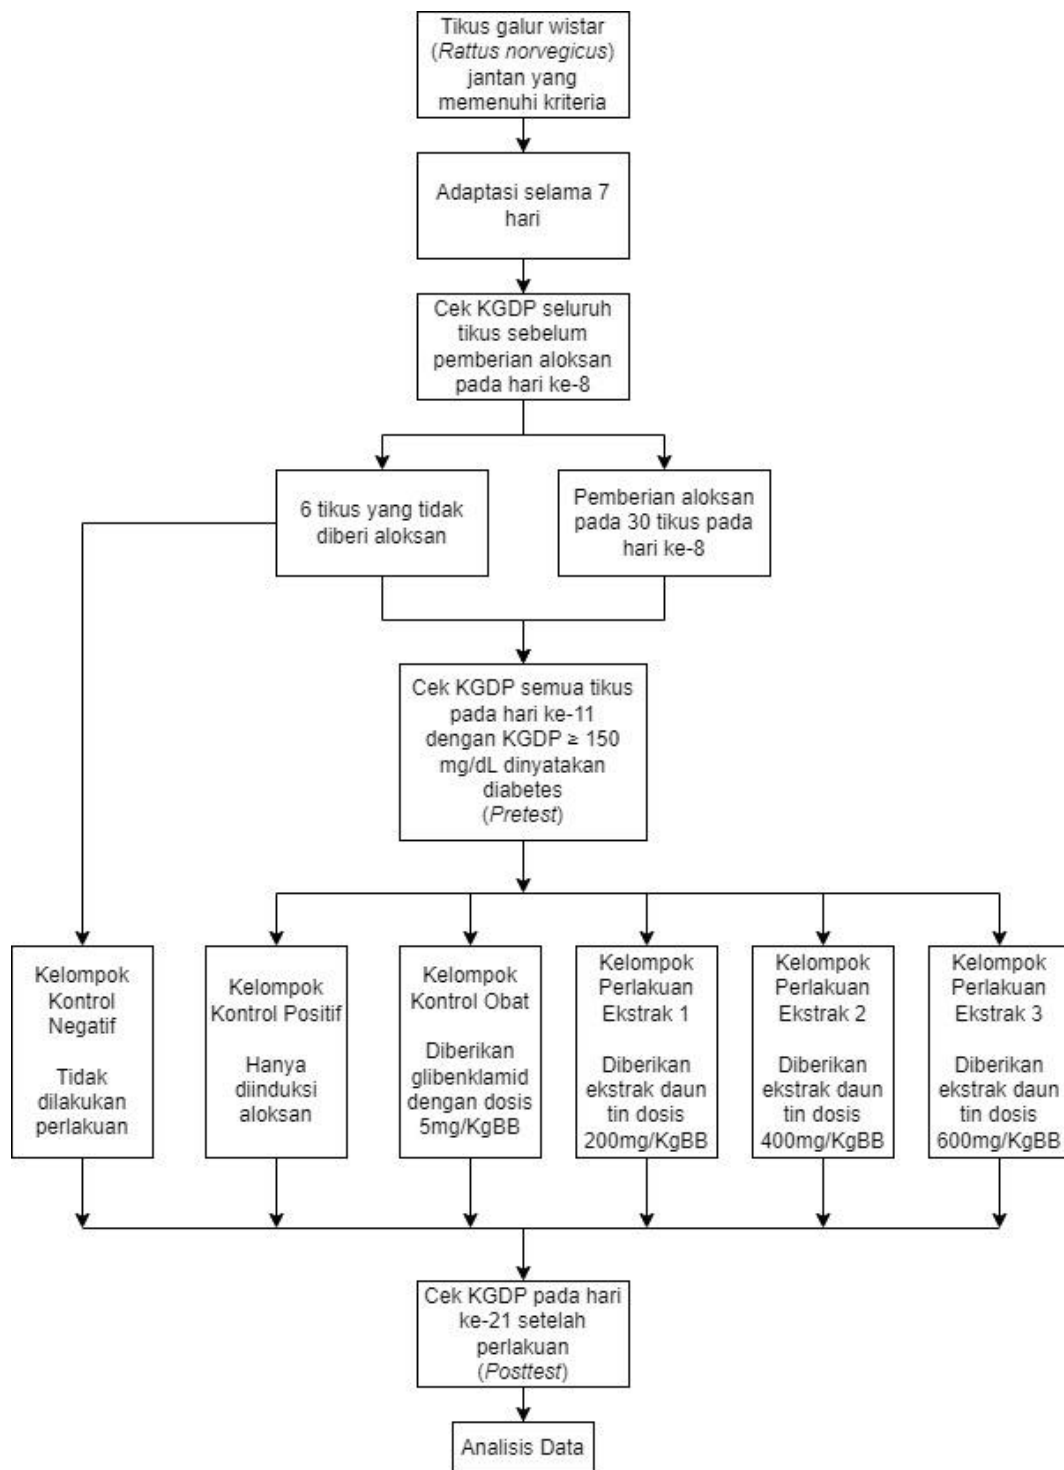 Tikus galur wistar
(Rattus norvegicus)
jantan yang
memenuhi kriteria
Adaptasi selama 7
hari
Cek KGDP seluruh
tikus sebelum
pemberian aloksan
pada hari ke-8
6 tikus yang tidak
diberi aloksan
Pemberian aloksan
pada 30 tikus pada
hari ke-8
Cek KGDP semua tikus
pada hari ke-11
dengan KGDP ≥ 150
mg/dL dinyatakan
diabetes
(Pretest)
Kelompok
Kontrol
Negatif
Tidak
dilakukan
perlakuan
Kelompok
Kontrol Positif
Hanya
diinduksi
aloksan
Kelompok
Kontrol Obat
Diberikan
glibenklamid
dengan dosis
5mg/KgBB
Kelompok
Perlakuan
Ekstrak 1
Diberikan
ekstrak daun
tin dosis
200mg/KgBB
Kelompok
Perlakuan
Ekstrak 2
Diberikan
ekstrak daun
tin dosis
400mg/KgBB
Kelompok
Perlakuan
Ekstrak 3
Diberikan
ekstrak daun
tin dosis
600mg/KgBB
Cek KGDP pada hari
ke-21 setelah
perlakuan
(Posttest)
Analisis Data